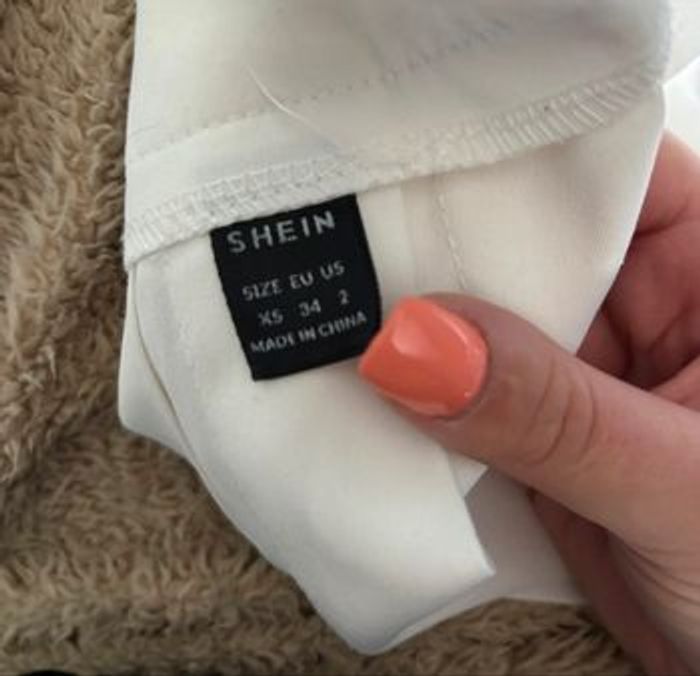 SHEIN
SIZE EU US
XS 34 2
MADE IN CHINA